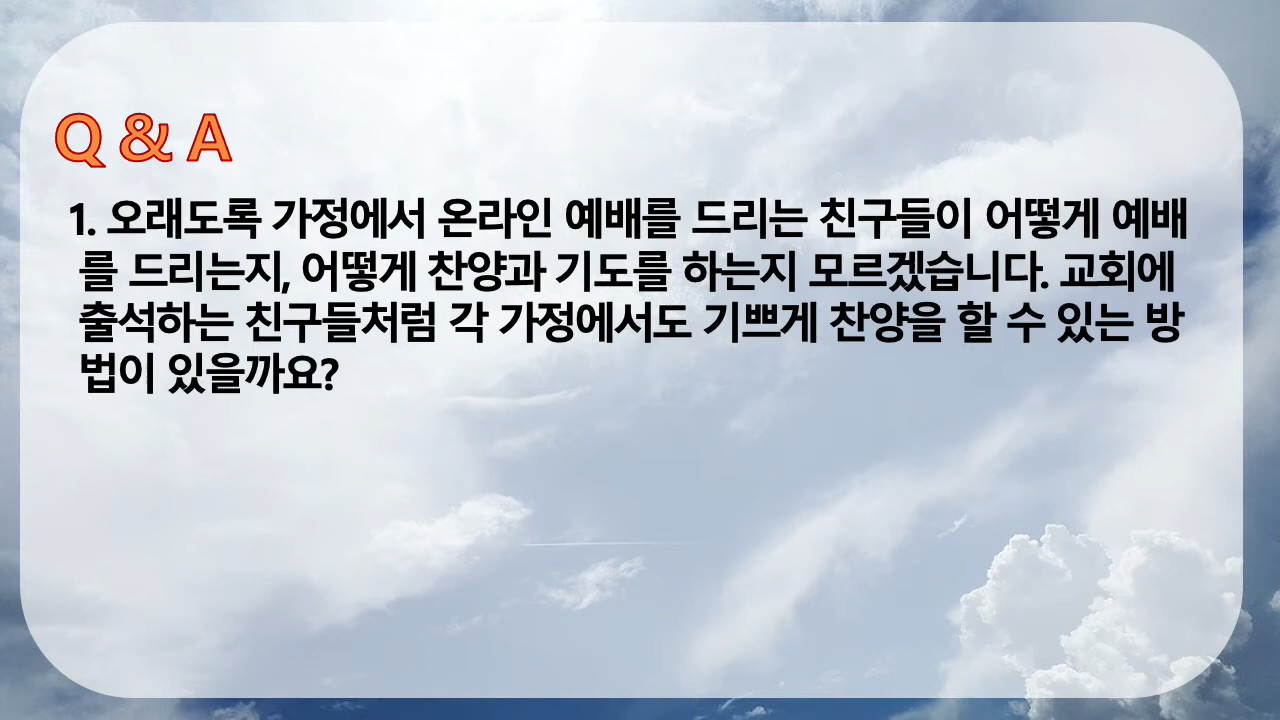 Q & A
1. 오래도록 가정에서 온라인 예배를 드리는 친구들이 어떻게 예배
를 드리는지, 어떻게 찬양과 기도를 하는지 모르겠습니다. 교회에
출석하는 친구들처럼 각 가정에서도 기쁘게 찬양을 할 수 있는 방
법이 있을까요?